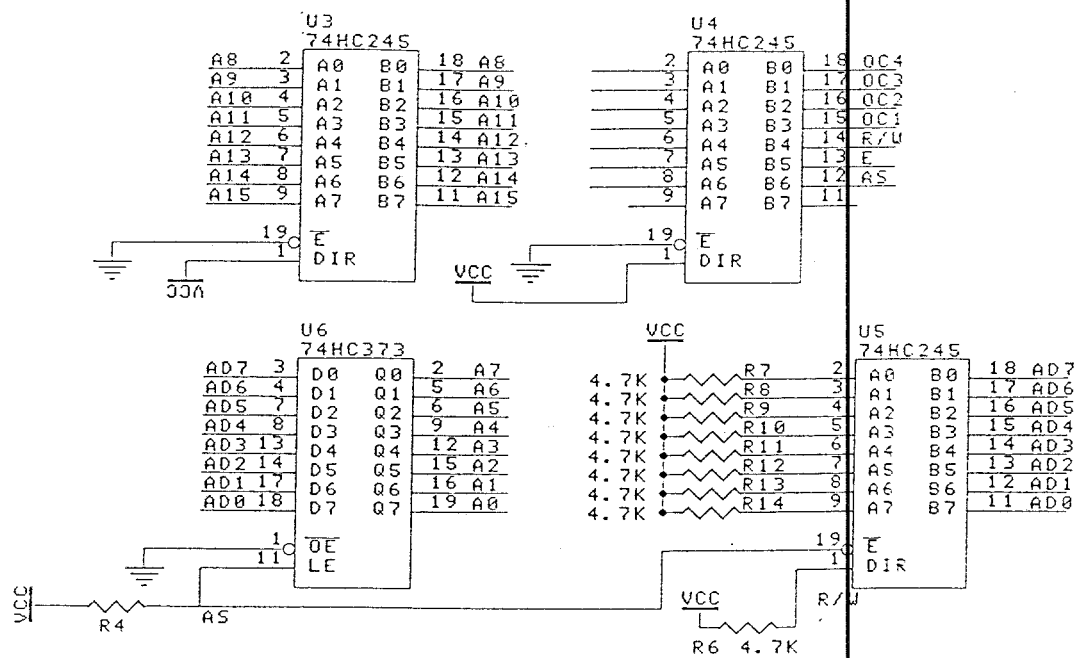 U3
74HC245
A8 2 A0 B0 18 A8
A9 3 A1 B1 17 A9
A10 4 A2 B2 16 A10
A11 5 A3 B3 15 A11
A12 6 A4 B4 14 A12
A13 7 A5 B5 13 A13
A14 8 A6 B6 12 A14
A15 9 A7 B7 11 A15
19 E
1 DIR
VCC
U4
74HC245
2 A0 B0 18 OC4
3 A1 B1 17 OC3
4 A2 B2 16 OC2
5 A3 B3 15 OC1
6 A4 B4 14 R/W
7 A5 B5 13 E
8 A6 B6 12 AS
9 A7 B7 11
19 E
1 DIR
VCC
U6
74HC373
AD7 3 D0 Q0 2 A7
AD6 4 D1 Q1 5 A6
AD5 7 D2 Q2 6 A5
AD4 8 D3 Q3 9 A4
AD3 13 D4 Q4 12 A3
AD2 14 D5 Q5 15 A2
AD1 17 D6 Q6 16 A1
AD0 18 D7 Q7 19 A0
1 OE
11 LE
VCC
R4
AS
VCC
U5
74HC245
4.7K R7 2 A0 B0 18 AD7
4.7K R8 3 A1 B1 17 AD6
4.7K R9 4 A2 B2 16 AD5
4.7K R10 5 A3 B3 15 AD4
4.7K R11 6 A4 B4 14 AD3
4.7K R12 7 A5 B5 13 AD2
4.7K R13 8 A6 B6 12 AD1
4.7K R14 9 A7 B7 11 AD0
19 E
1 DIR
R/W
VCC
R6 4.7K